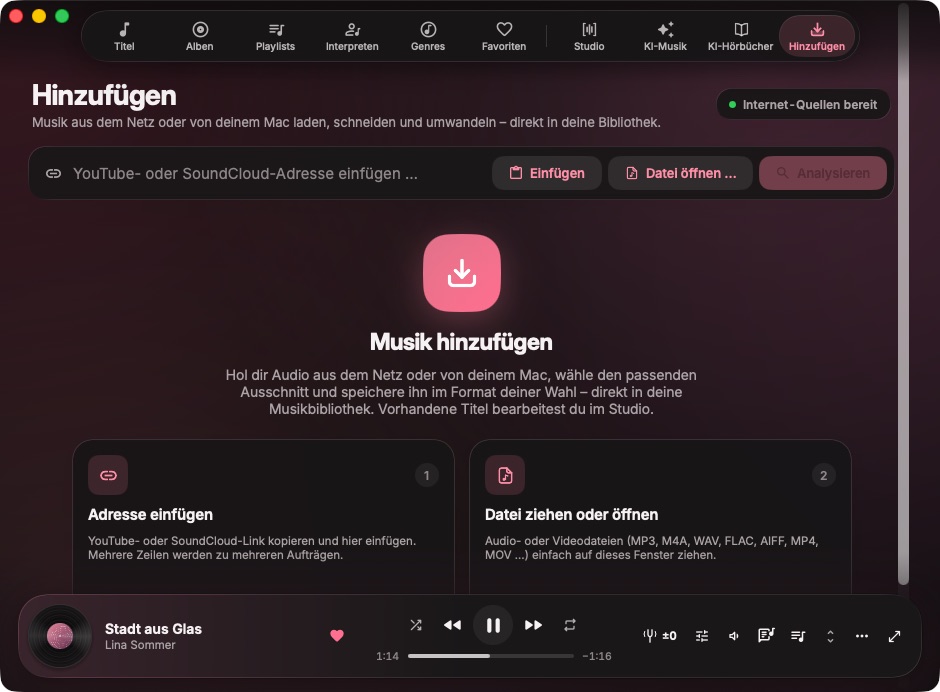 Titel
Alben
Playlists
Interpreten
Genres
Favoriten
Studio
KI-Musik
KI-Hörbücher
Hinzufügen
Hinzufügen
Musik aus dem Netz oder von deinem Mac laden, schneiden und umwandeln – direkt in deine Bibliothek.
Internet-Quellen bereit
YouTube- oder SoundCloud-Adresse einfügen ...
Einfügen
Datei öffnen ...
Analysieren
Musik hinzufügen
Hol dir Audio aus dem Netz oder von deinem Mac, wähle den passenden
Ausschnitt und speichere ihn im Format deiner Wahl – direkt in deine
Musikbibliothek. Vorhandene Titel bearbeitest du im Studio.
1
Adresse einfügen
YouTube- oder SoundCloud-Link kopieren und hier einfügen.
Mehrere Zeilen werden zu mehreren Aufträgen.
2
Datei ziehen oder öffnen
Audio- oder Videodateien (MP3, M4A, WAV, FLAC, AIFF, MP4,
MOV ...) einfach auf dieses Fenster ziehen.
Stadt aus Glas
Lina Sommer
1:14
−1:16
±0